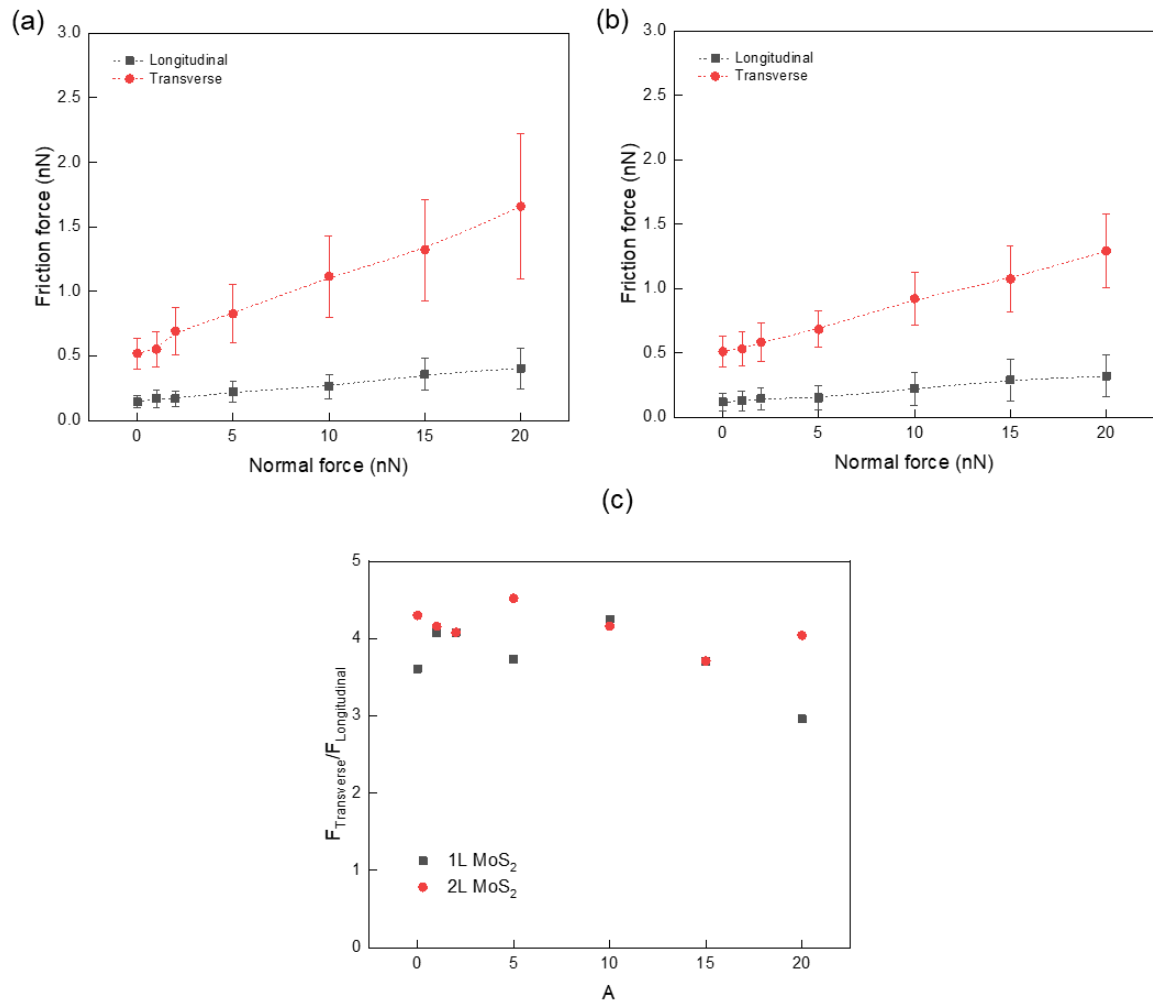 (a)
3.0
2.5
2.0
1.5
1.0
0.5
0.0
Friction force (nN)
Longitudinal
Transverse
0 5 10 15 20
Normal force (nN)
(b)
3.0
2.5
2.0
1.5
1.0
0.5
0.0
Friction force (nN)
Longitudinal
Transverse
0 5 10 15 20
Normal force (nN)
(c)
5
4
3
2
1
0
F_Transverse/F_Longitudinal
1L MoS₂
2L MoS₂
0 5 10 15 20
A